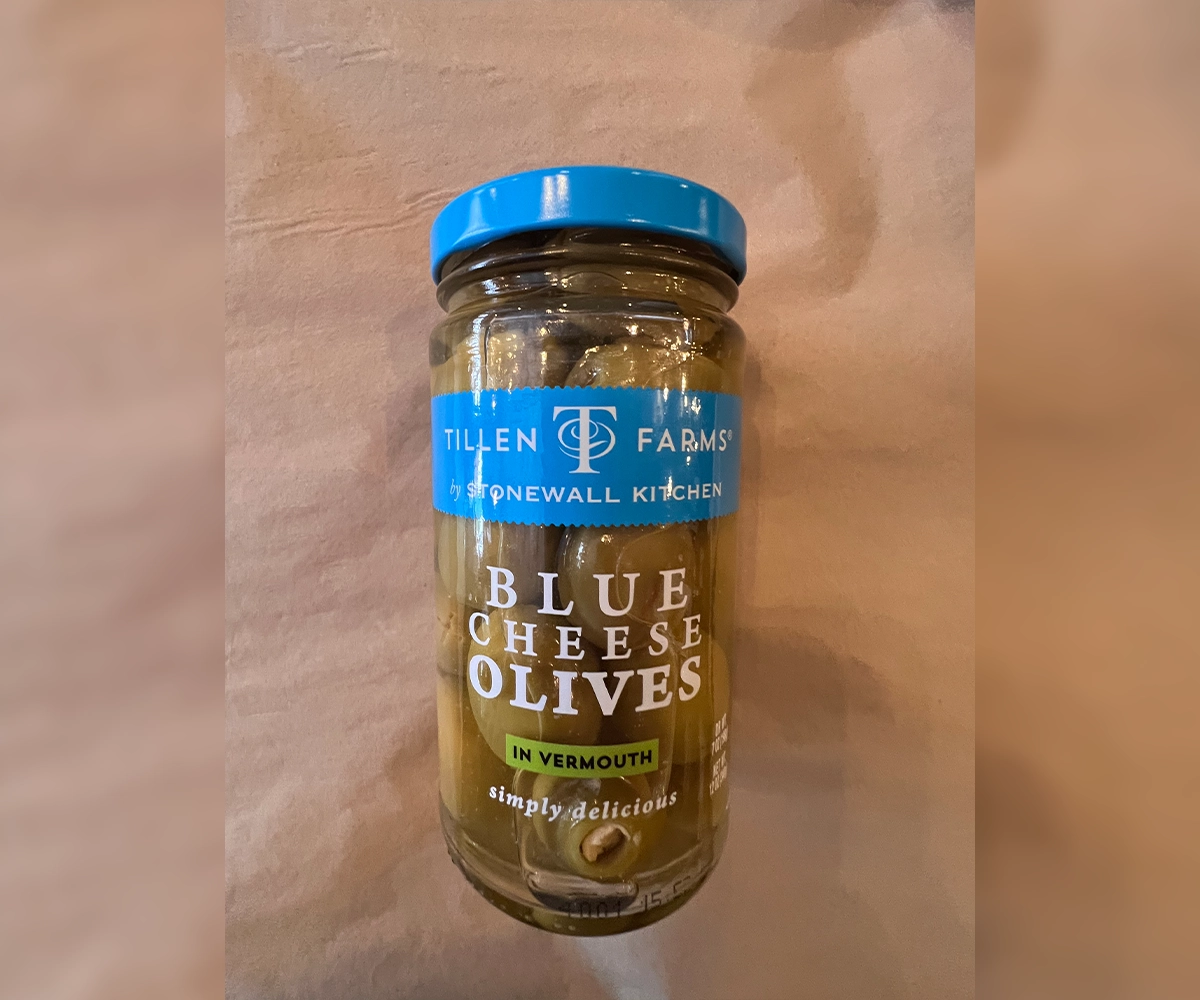 TILLEN T FARMS®
by STONEWALL KITCHEN
BLUE
CHEESE
OLIVES
IN VERMOUTH
simply delicious